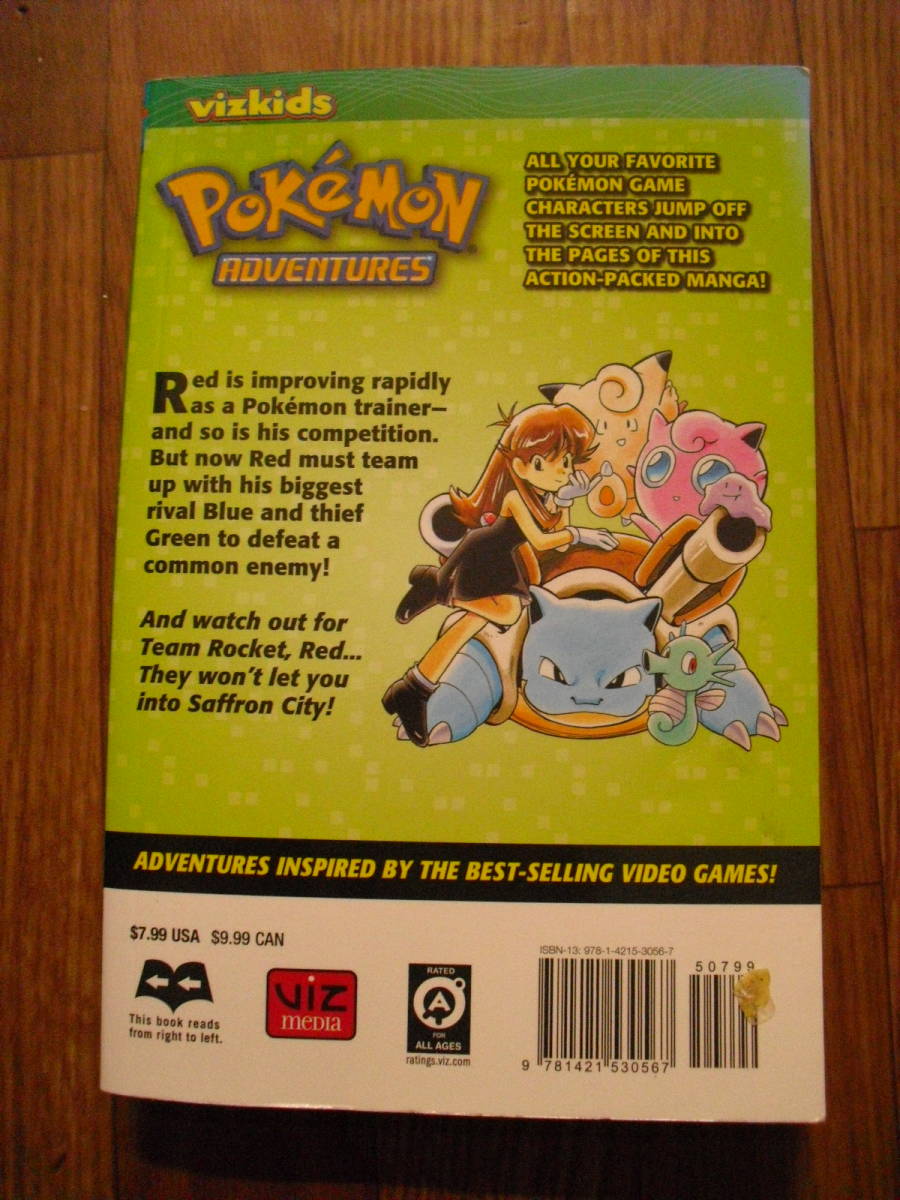 vizkids
POKéMON
ADVENTURES
ALL YOUR FAVORITE
POKÉMON GAME
CHARACTERS JUMP OFF
THE SCREEN AND INTO
THE PAGES OF THIS
ACTION-PACKED MANGA!
Red is improving rapidly
as a Pokémon trainer—
and so is his competition.
But now Red must team
up with his biggest
rival Blue and thief
Green to defeat a
common enemy!
And watch out for
Team Rocket, Red...
They won't let you
into Saffron City!
ADVENTURES INSPIRED BY THE BEST-SELLING VIDEO GAMES!
$7.99 USA $9.99 CAN
This book reads
from right to left.
VIZ
MEDIA
RATED
A
FOR
ALL AGES
ratings.viz.com
ISBN-13: 978-1-4215-3056-7
50799
9 781421 530567